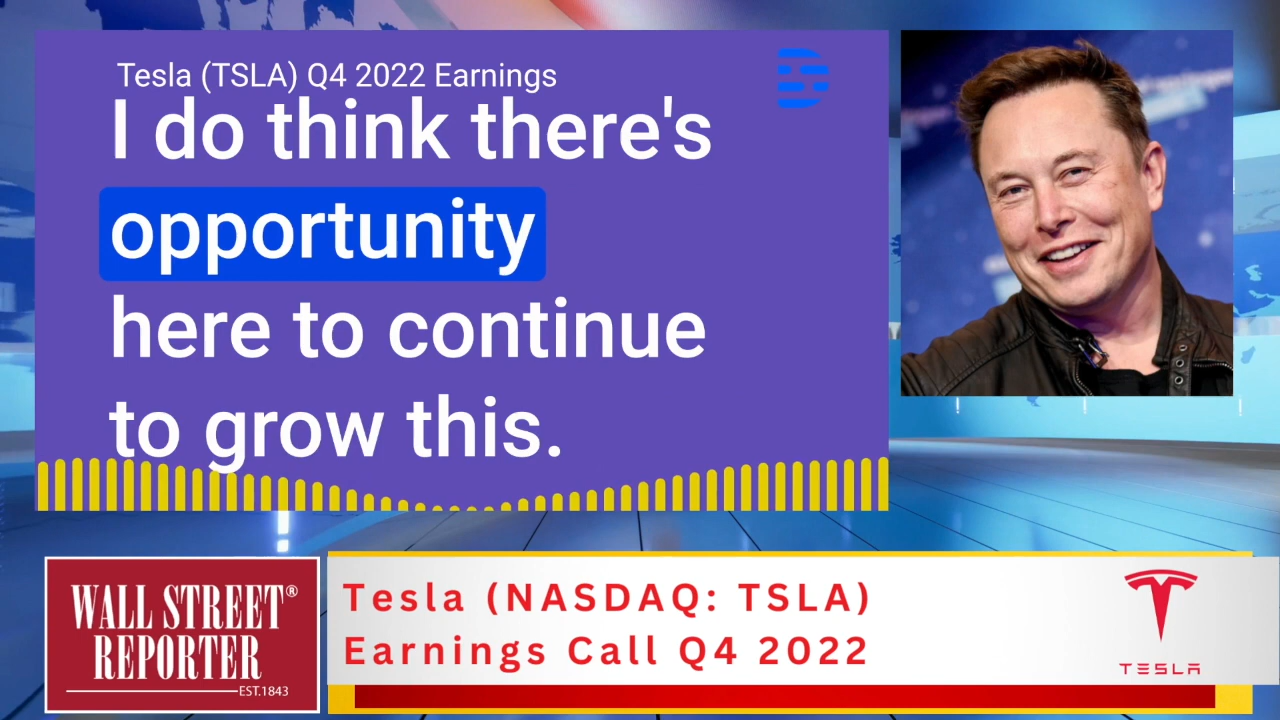 Tesla (TSLA) Q4 2022 Earnings
I do think there's
opportunity
here to continue
to grow this.
WALL STREET®
REPORTER
EST.1843
Tesla (NASDAQ: TSLA)
Earnings Call Q4 2022
TESLA